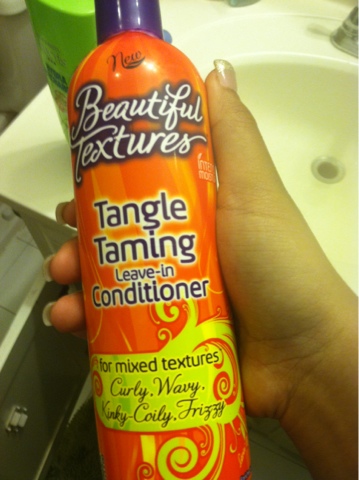 New
Beautiful
Textures
Tangle
Taming
Leave-in
Conditioner
for mixed textures
Curly. Wavy.
Kinky-Coily. Frizzy